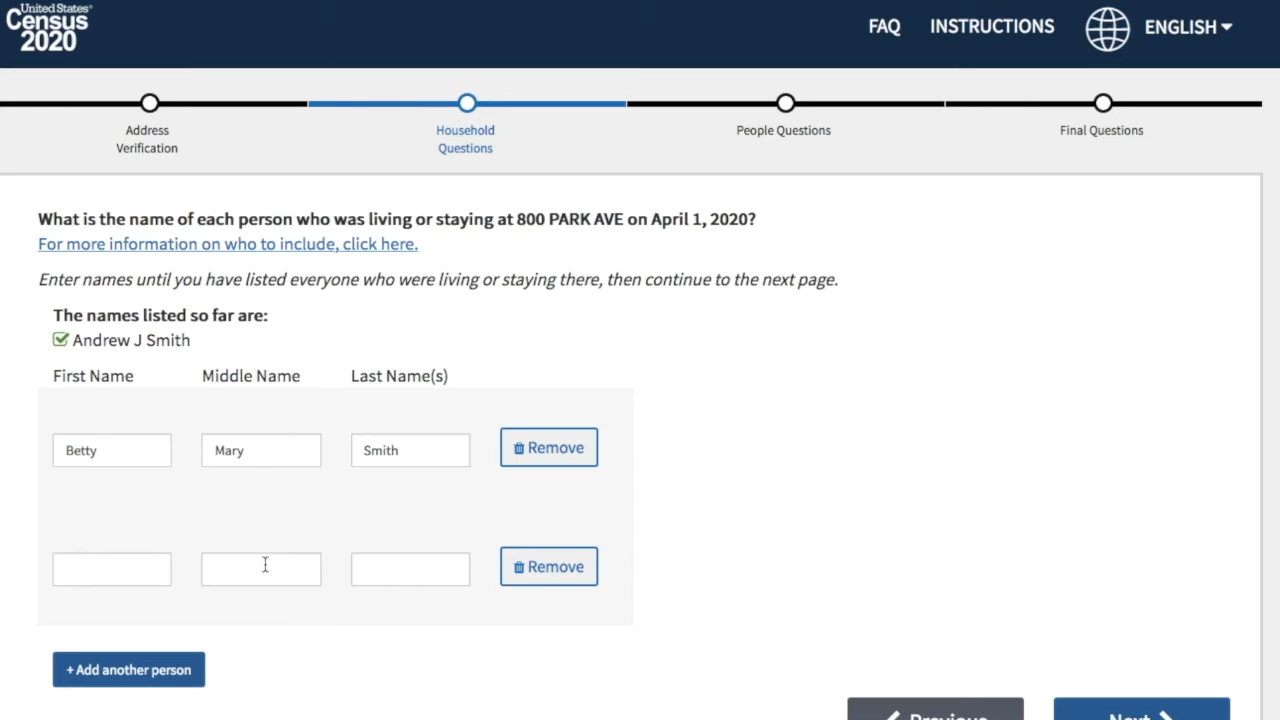 United States®
Census
2020
FAQ
INSTRUCTIONS
ENGLISH
Address
Verification
Household
Questions
People Questions
Final Questions
What is the name of each person who was living or staying at 800 PARK AVE on April 1, 2020?
For more information on who to include, click here.
Enter names until you have listed everyone who were living or staying there, then continue to the next page.
The names listed so far are:
Andrew J Smith
First Name Middle Name Last Name(s)
Betty Mary Smith Remove
Remove
+ Add another person
Previous Next